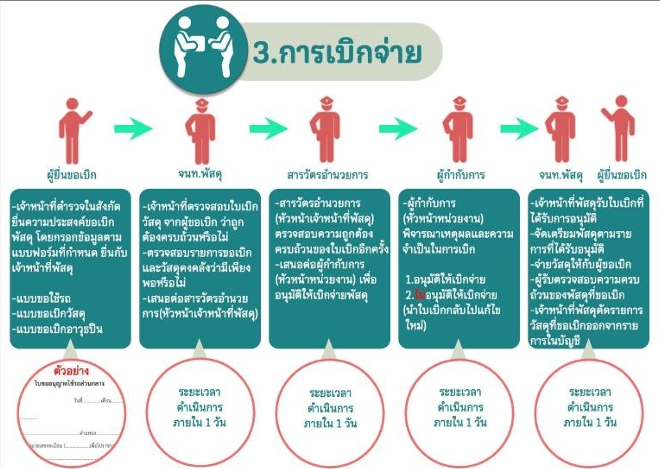 3.การเบิกจ่าย
ผู้ยื่นขอเบิก
จนท.พัสดุ
สารวัตรอำนวยการ
ผู้กำกับการ
จนท.พัสดุ
ผู้ยื่นขอเบิก
-เจ้าหน้าที่ตำรวจในสังกัด
ยื่นความประสงค์ขอเบิก
พัสดุ โดยกรอกข้อมูลตาม
แบบฟอร์มที่กำหนด ยื่นกับ
เจ้าหน้าที่พัสดุ
-แบบขอใช้รถ
-แบบขอเบิกวัสดุ
-แบบขอเบิกอาวุธปืน
-เจ้าหน้าที่ตรวจสอบใบเบิก
วัสดุ จากผู้ขอเบิก ว่าถูก
ต้องครบถ้วนหรือไม่
-ตรวจสอบรายการขอเบิก
และวัสดุคงคลังว่ามีเพียง
พอหรือไม่
-เสนอต่อสารวัตรอำนวย
การ(หัวหน้าเจ้าหน้าที่พัสดุ)
-สารวัตรอำนวยการ
(หัวหน้าเจ้าหน้าที่พัสดุ)
ตรวจสอบความถูกต้อง
ครบถ้วนของใบเบิกอีกครั้ง
-เสนอต่อผู้กำกับการ
(หัวหน้าหน่วยงาน) เพื่อ
อนุมัติให้เบิกจ่ายพัสดุ
-ผู้กำกับการ
(หัวหน้าหน่วยงาน)
พิจารณาเหตุผลและความ
จำเป็นในการเบิก
1.อนุมัติให้เบิกจ่าย
2.ไม่อนุมัติให้เบิกจ่าย
(นำใบเบิกกลับไปแก้ไข
ใหม่)
-เจ้าหน้าที่พัสดุรับใบเบิกที่
ได้รับการอนุมัติ
-จัดเตรียมพัสดุตามราย
การที่ได้รับอนุมัติ
-จ่ายวัสดุให้กับผู้ขอเบิก
-ผู้รับตรวจสอบความครบ
ถ้วนของพัสดุที่ขอเบิก
-เจ้าหน้าที่พัสดุตัดรายการ
วัสดุที่ขอเบิกออกจากราย
การในบัญชี
ตัวอย่าง
ใบขออนุญาตใช้รถส่วนกลาง
วันที่............เดือน............
ระยะเวลา
ดำเนินการ
ภายใน 1 วัน
ระยะเวลา
ดำเนินการ
ภายใน 1 วัน
ระยะเวลา
ดำเนินการ
ภายใน 1 วัน
ระยะเวลา
ดำเนินการ
ภายใน 1 วัน